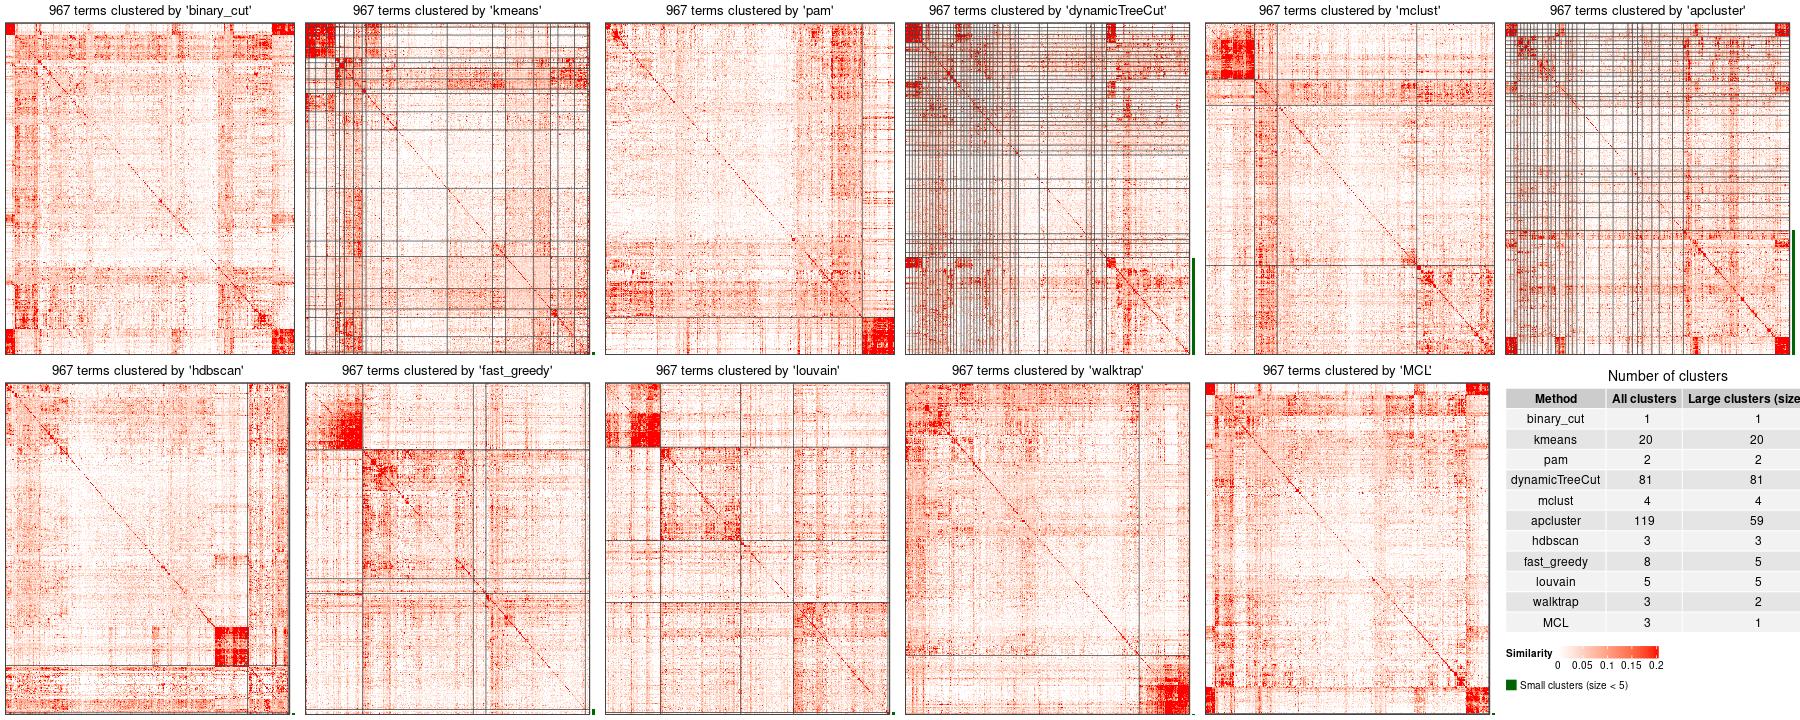 967 terms clustered by 'binary_cut'
967 terms clustered by 'kmeans'
967 terms clustered by 'pam'
967 terms clustered by 'dynamicTreeCut'
967 terms clustered by 'mclust'
967 terms clustered by 'apcluster'
967 terms clustered by 'hdbscan'
967 terms clustered by 'fast_greedy'
967 terms clustered by 'louvain'
967 terms clustered by 'walktrap'
967 terms clustered by 'MCL'
Number of clusters
Method All clusters Large clusters (size
binary_cut 1 1
kmeans 20 20
pam 2 2
dynamicTreeCut 81 81
mclust 4 4
apcluster 119 59
hdbscan 3 3
fast_greedy 8 5
louvain 5 5
walktrap 3 2
MCL 3 1
Similarity
0 0.05 0.1 0.15 0.2
Small clusters (size < 5)